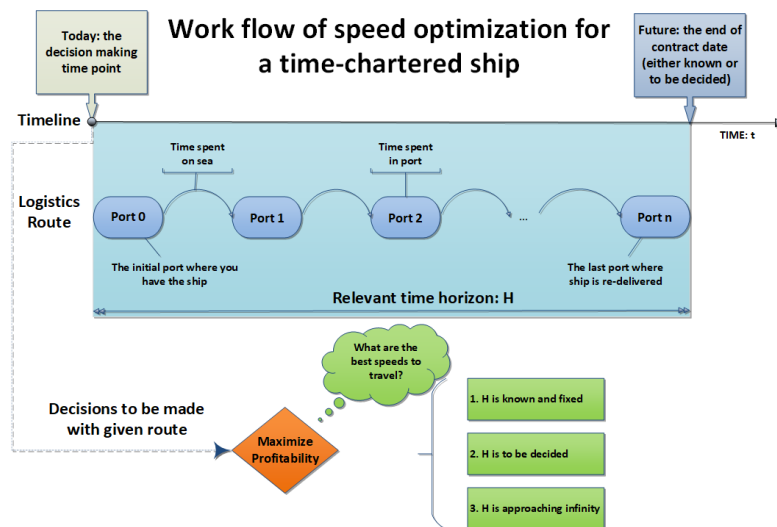 Work flow of speed optimization for
a time-chartered ship
Today: the
decision making
time point
Future: the end of
contract date
(either known or
to be decided)
Timeline
TIME: t
Time spent
on sea
Time spent
in port
Logistics
Route
Port 0
Port 1
Port 2
...
Port n
The initial port where you
have the ship
The last port where
ship is re-delivered
Relevant time horizon: H
What are the
best speeds to
travel?
Decisions to be made
with given route
Maximize
Profitability
1. H is known and fixed
2. H is to be decided
3. H is approaching infinity